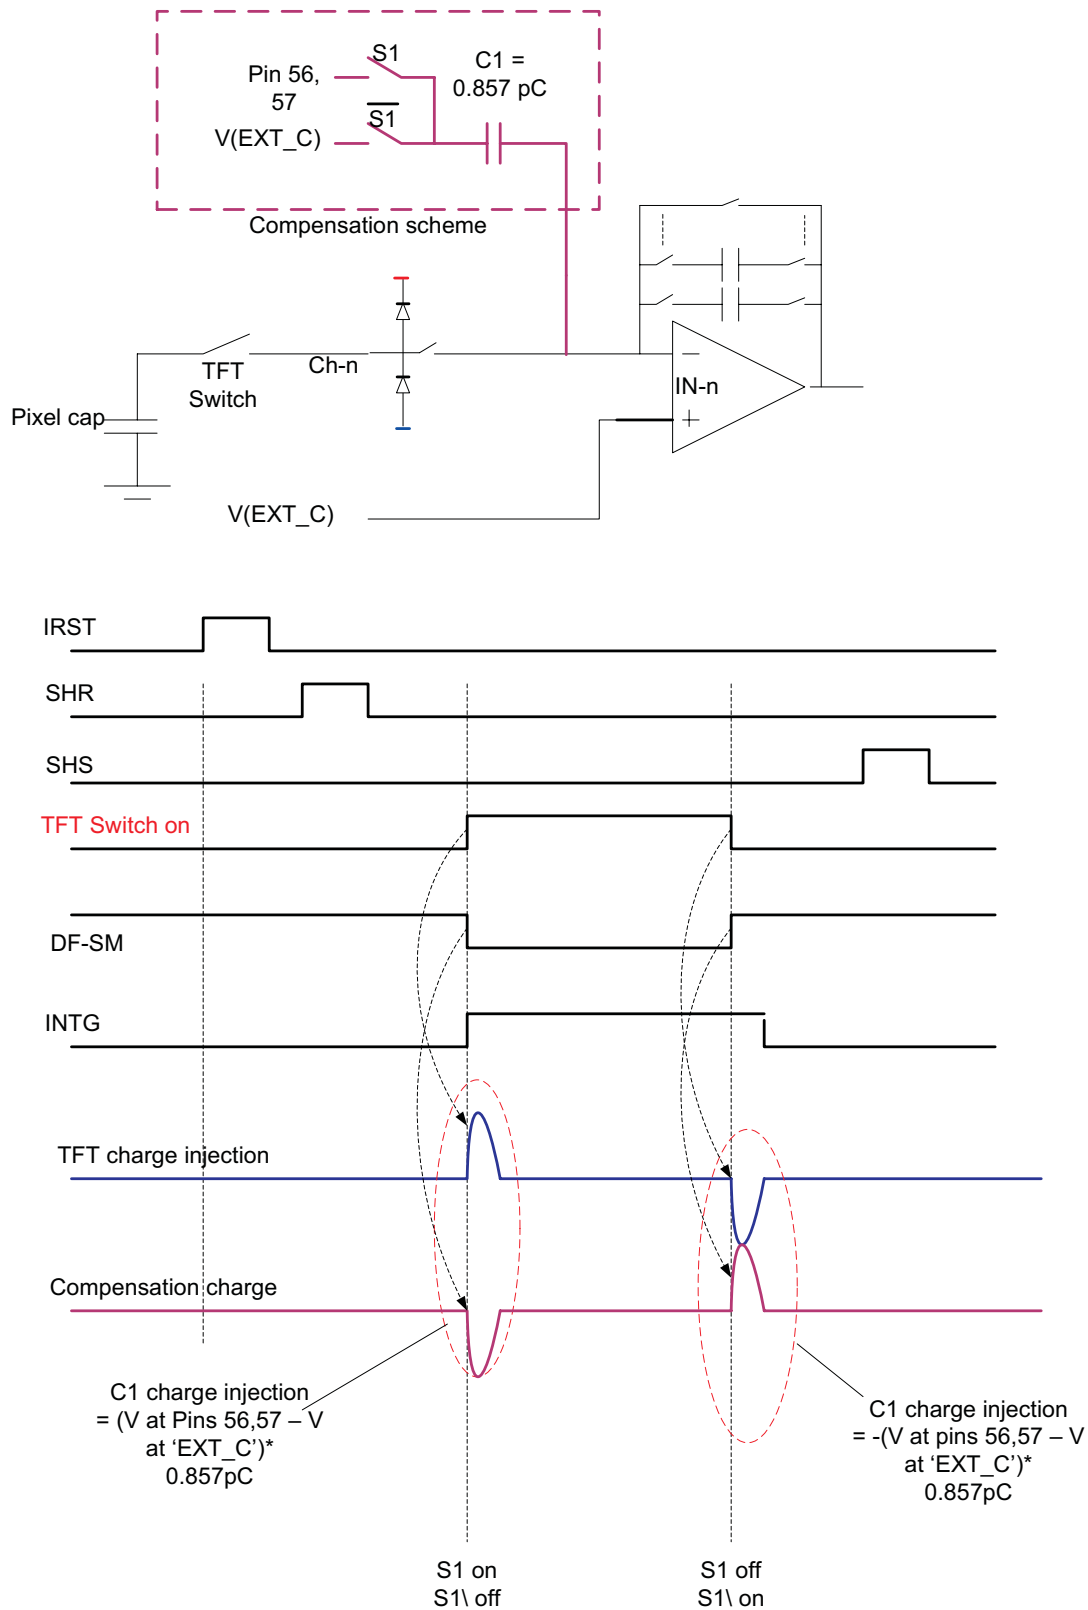 S1
C1 =
0.857 pC
Pin 56,
57
S1
V(EXT_C)
Compensation scheme
TFT
Switch
Ch-n
IN-n
Pixel cap
V(EXT_C)
IRST
SHR
SHS
TFT Switch on
DF-SM
INTG
TFT charge injection
Compensation charge
C1 charge injection
= (V at Pins 56,57 – V
at ‘EXT_C’)*
0.857pC
C1 charge injection
= -(V at pins 56,57 – V
at ‘EXT_C’)*
0.857pC
S1 on
S1\ off
S1 off
S1\ on